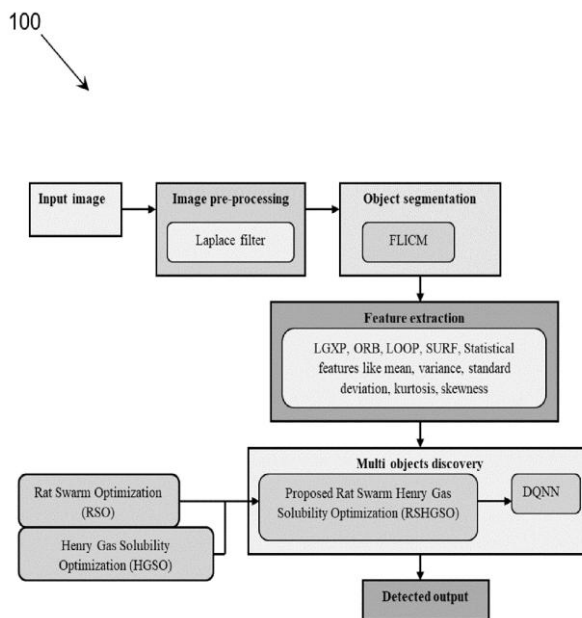 100
Input image
Image pre-processing
Laplace filter
Object segmentation
FLICM
Feature extraction
LGXP, ORB, LOOP, SURF, Statistical
features like mean, variance, standard
deviation, kurtosis, skewness
Multi objects discovery
Rat Swarm Optimization
(RSO)
Henry Gas Solubility
Optimization (HGSO)
Proposed Rat Swarm Henry Gas
Solubility Optimization (RSHGSO)
DQNN
Detected output